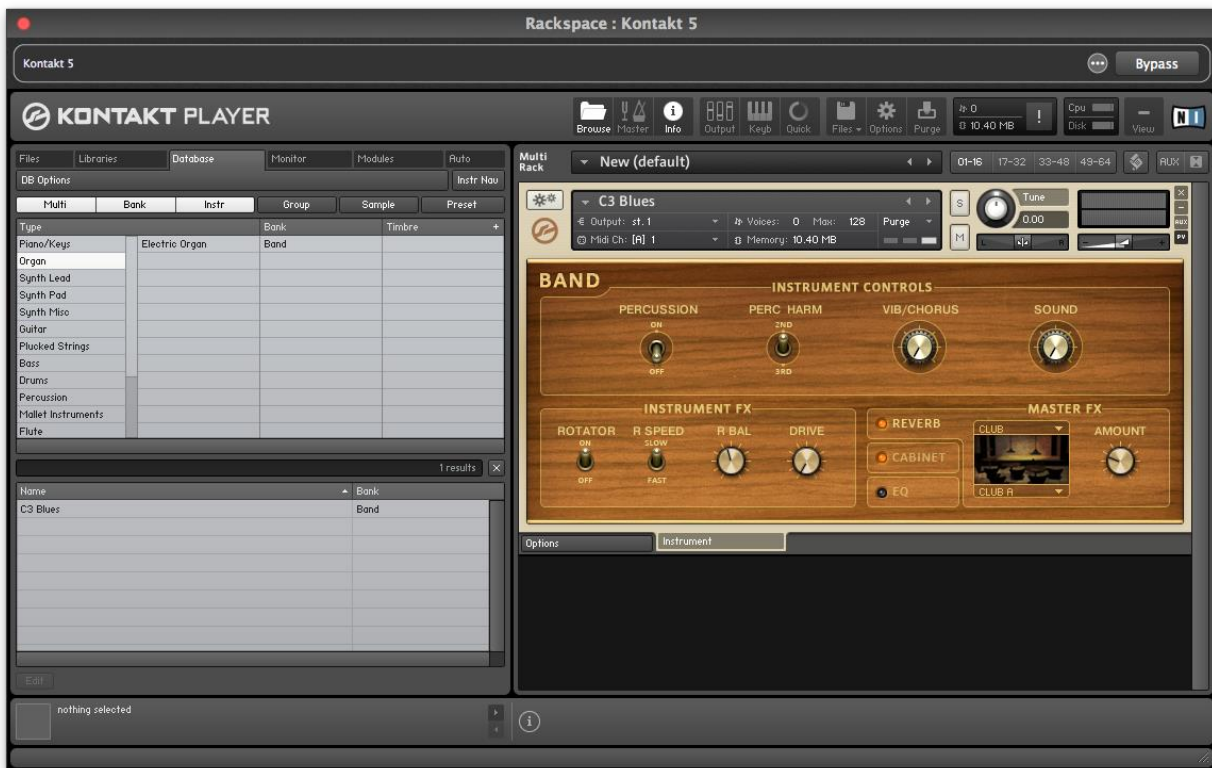 Rackspace : Kontakt 5
Kontakt 5
Bypass
KONTAKT PLAYER
Browse Master Info Output Keyb Quick Files Options Purge
0
10.40 MB
!
Cpu
Disk
View
NI
Files Libraries Database Monitor Modules Auto
DB Options Instr Nav
Multi Bank Instr Group Sample Preset
Type Bank Timbre +
Piano/Keys Electric Organ Band
Organ
Synth Lead
Synth Pad
Synth Misc
Guitar
Plucked Strings
Bass
Drums
Percussion
Mallet Instruments
Flute
1 results
Name Bank
C3 Blues Band
Edit
nothing selected
Multi
Rack
New (default)
01-16 17-32 33-48 49-64 AUX
C3 Blues
Output: st.1 Voices: 0 Max: 128 Purge
Midi Ch: [A] 1 Memory: 10.40 MB
S
M
Tune
0.00
L R
- +
AUX
PV
BAND
INSTRUMENT CONTROLS
PERCUSSION PERC HARM VIB/CHORUS SOUND
ON 2ND
OFF 3RD
INSTRUMENT FX
ROTATOR R SPEED R BAL DRIVE
ON SLOW
OFF FAST
REVERB
CABINET
EQ
MASTER FX
CLUB
CLUB A
AMOUNT
Options Instrument